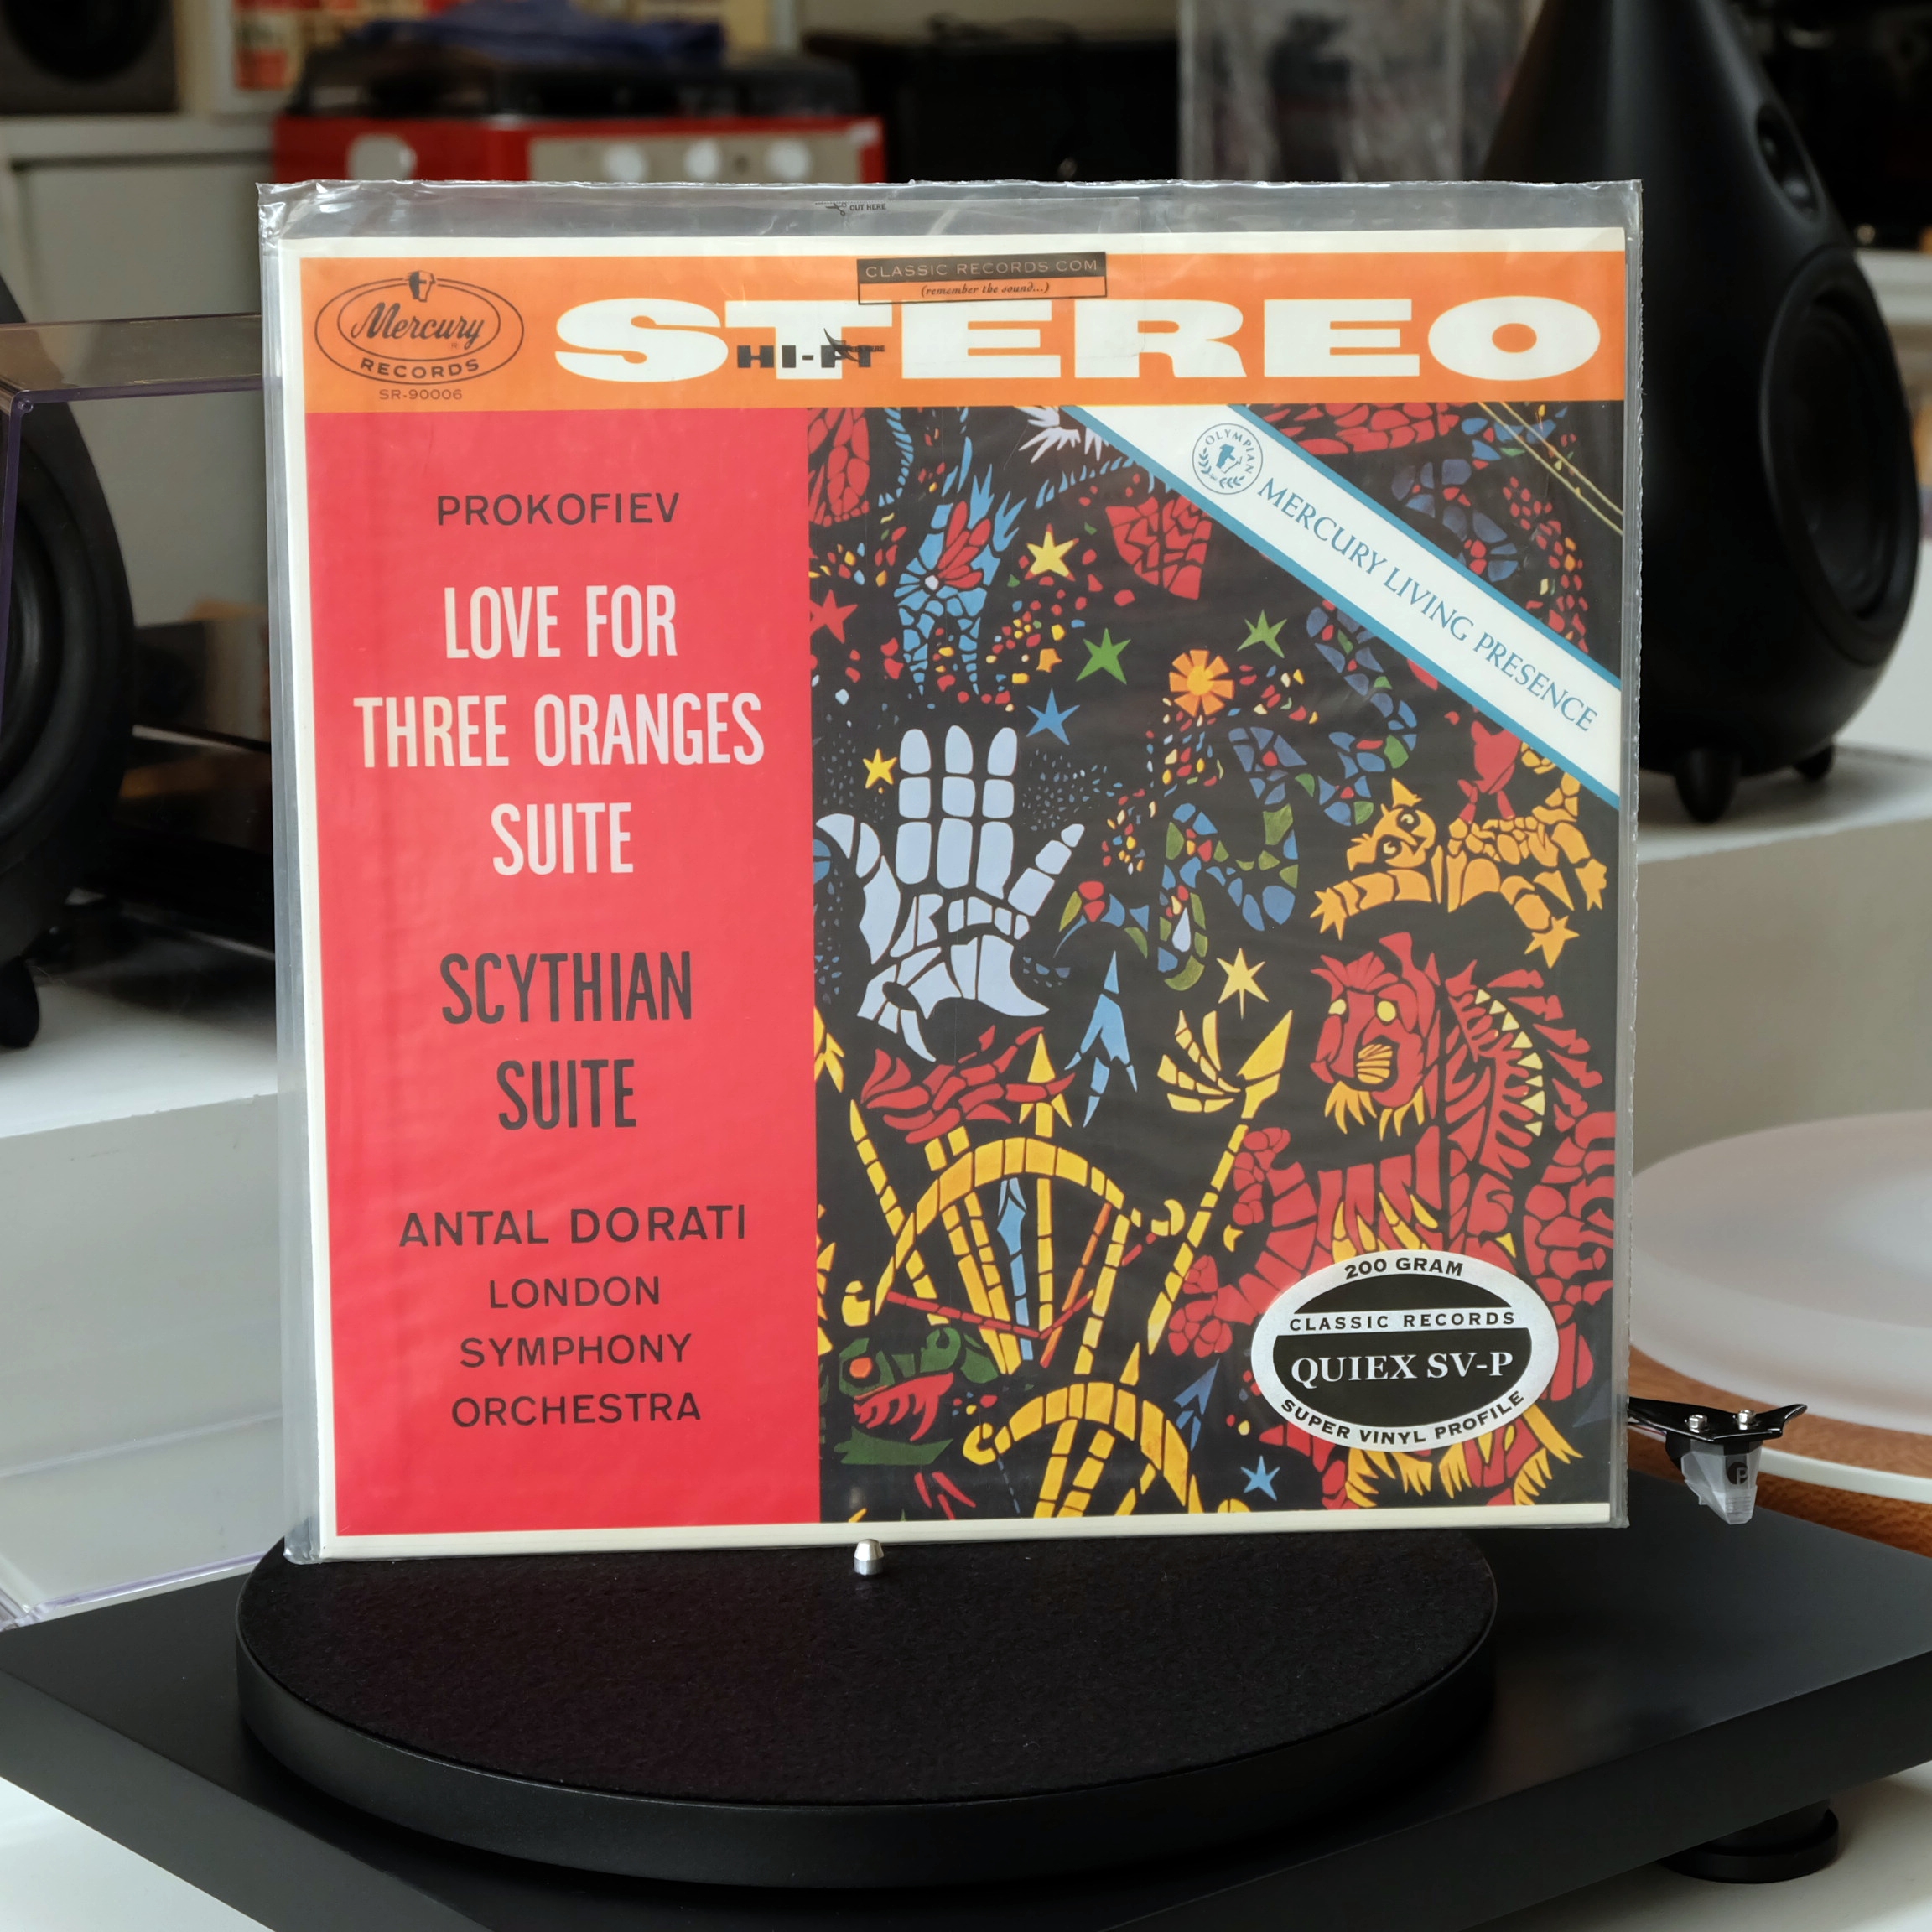 CUT HERE
CLASSIC RECORDS.COM
(remember the sound...)
Mercury
R
RECORDS
SR-90006
STEREO
HI-FI
OLYMPIAN
MERCURY LIVING PRESENCE
PROKOFIEV
LOVE FOR
THREE ORANGES
SUITE
SCYTHIAN
SUITE
ANTAL DORATI
LONDON
SYMPHONY
ORCHESTRA
200 GRAM
CLASSIC RECORDS
QUIEX SV-P
SUPER VINYL PROFILE
P